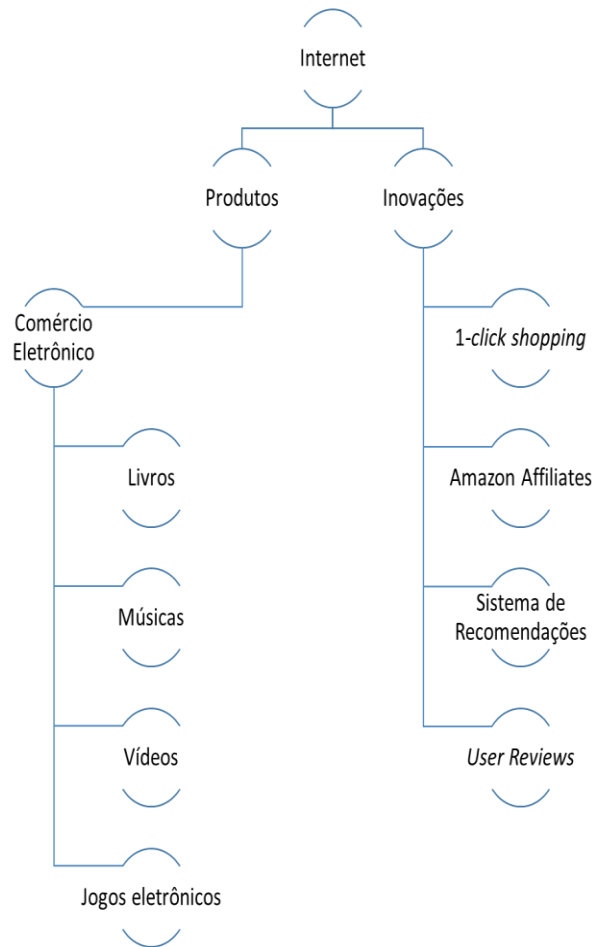 Internet
Produtos
Inovações
Comércio
Eletrônico
1-click shopping
Livros
Amazon Affiliates
Músicas
Sistema de
Recomendações
Vídeos
User Reviews
Jogos eletrônicos